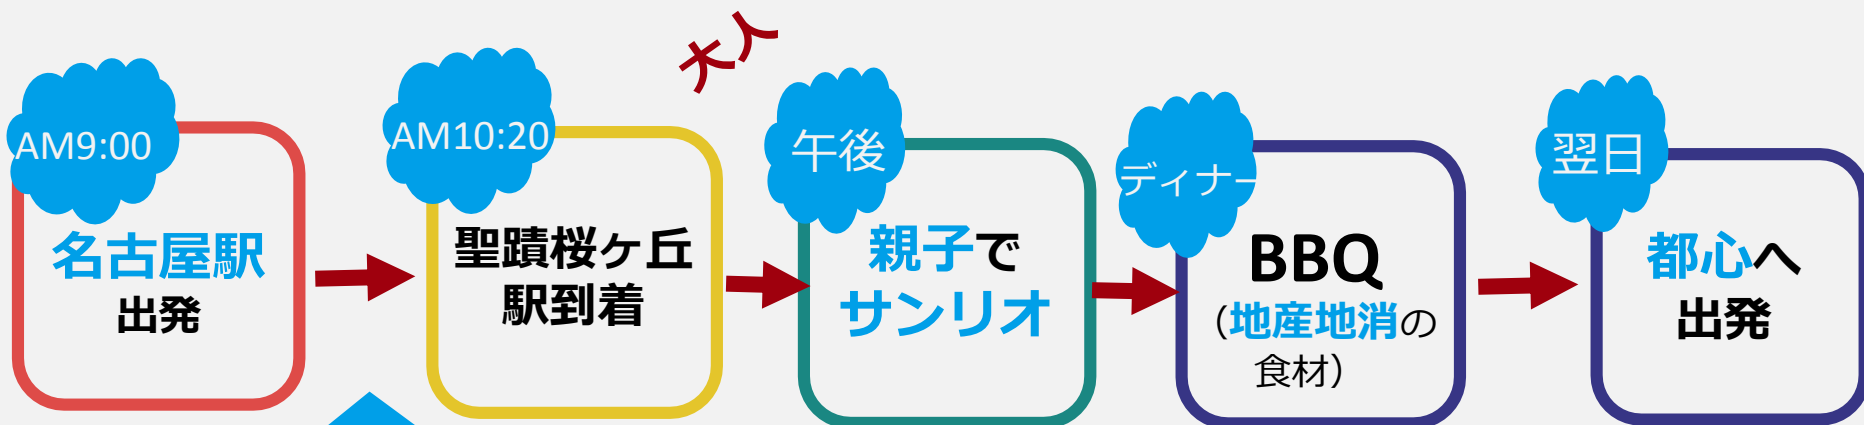 大人
AM9:00
名古屋駅
出発
AM10:20
聖蹟桜ヶ丘
駅到着
午後
親子で
サンリオ
ディナー
BBQ
（地産地消の
食材）
翌日
都心へ
出発